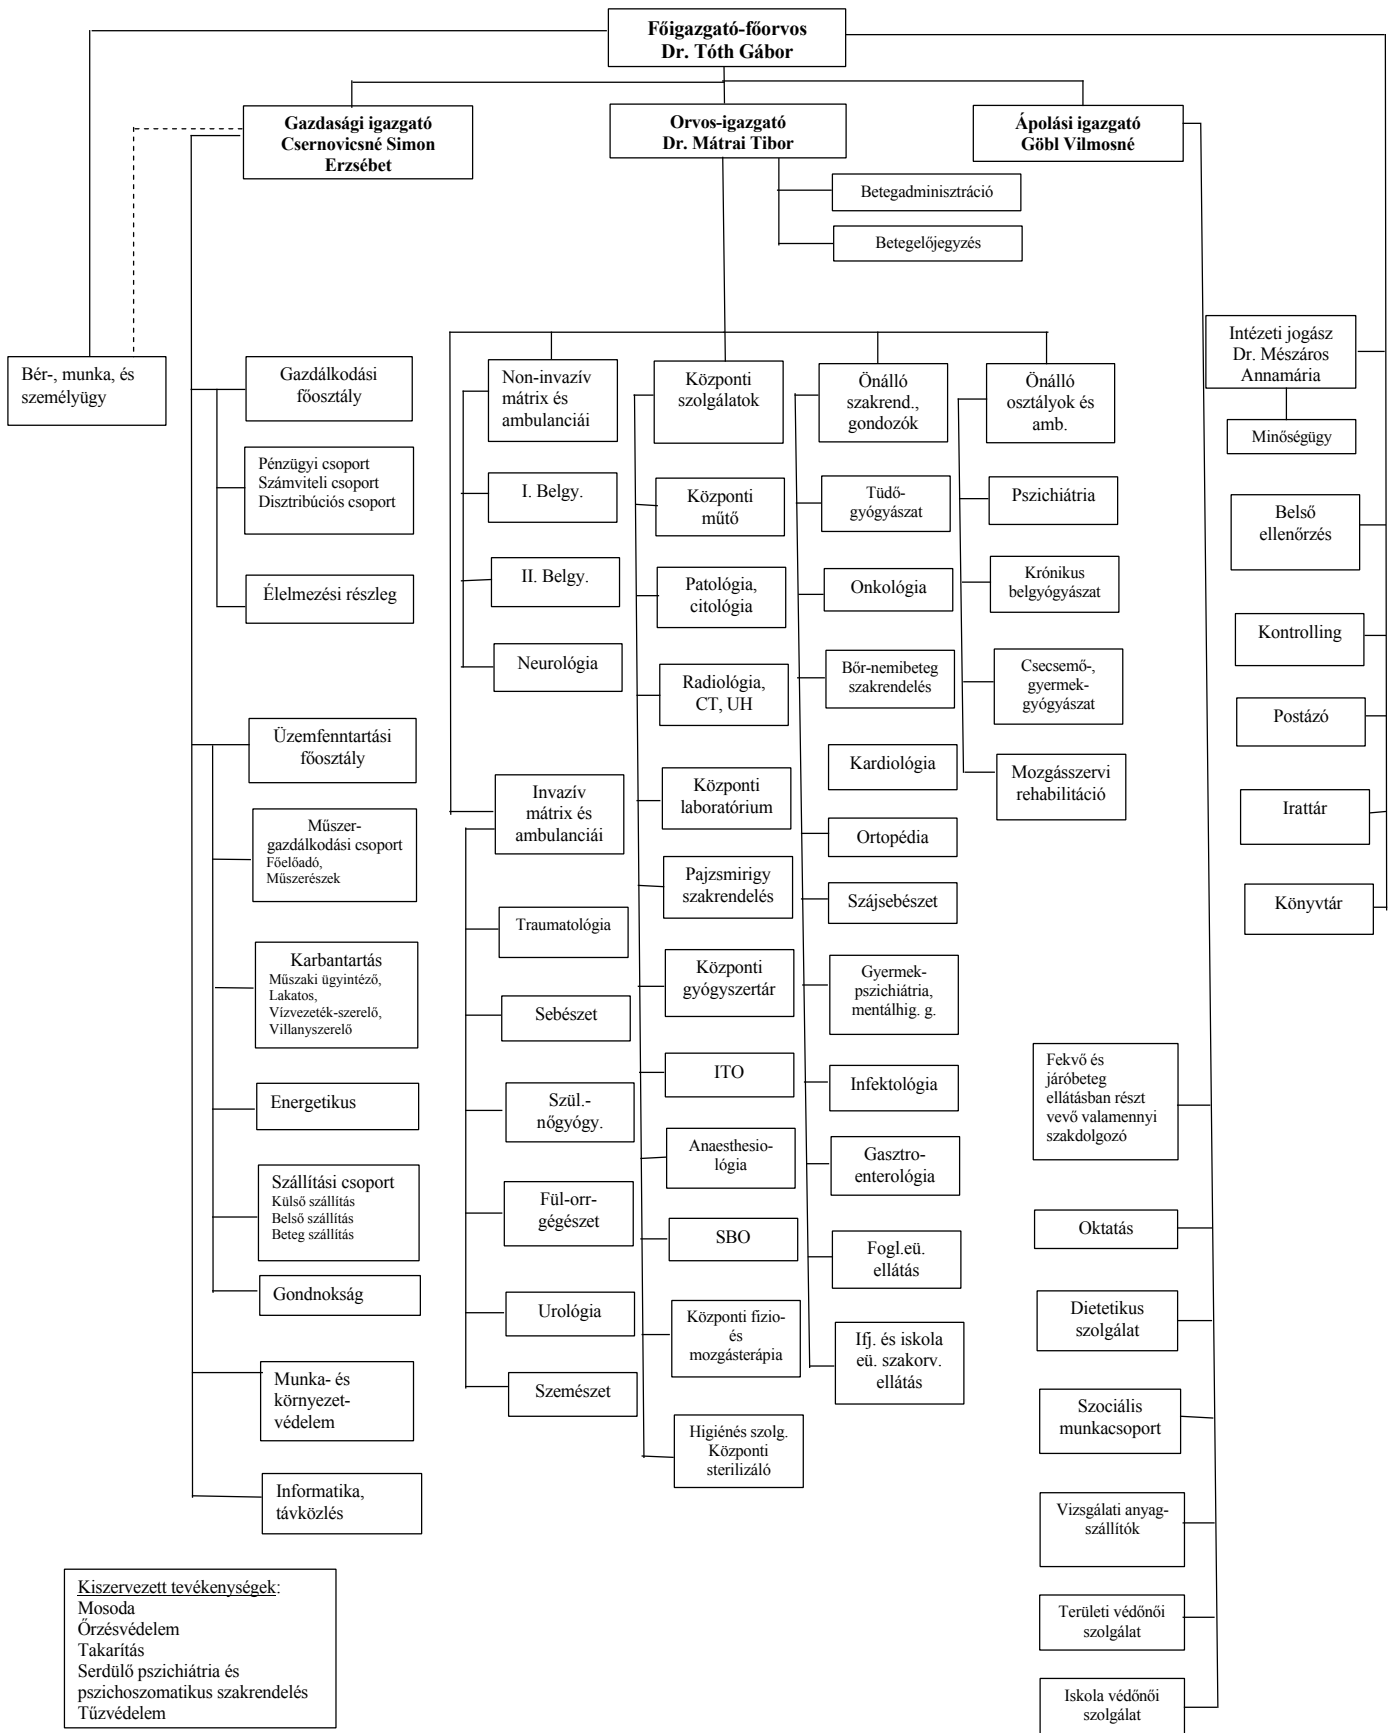 Főigazgató-főorvos
Dr. Tóth Gábor
Gazdasági igazgató
Csernovicsné Simon
Erzsébet
Orvos-igazgató
Dr. Mátrai Tibor
Ápolási igazgató
Göbl Vilmosné
Betegadminisztráció
Betegelőjegyzés
Bér-, munka, és
személyügy
Gazdálkodási
főosztály
Pénzügyi csoport
Számviteli csoport
Disztribúciós csoport
Élelmezési részleg
Üzemfenntartási
főosztály
Műszer-
gazdálkodási csoport
Főelőadó,
Műszerészek
Karbantartás
Műszaki ügyintéző,
Lakatos,
Vízvezeték-szerelő,
Villanyszerelő
Energetikus
Szállítási csoport
Külső szállítás
Belső szállítás
Beteg szállítás
Gondnokság
Munka- és
környezet-
védelem
Informatika,
távközlés
Non-invazív
mátrix és
ambulanciái
I. Belgy.
II. Belgy.
Neurológia
Invazív
mátrix és
ambulanciái
Traumatológia
Sebészet
Szül.-
nőgyógy.
Fül-orr-
gégészet
Urológia
Szemészet
Központi
szolgálatok
Központi
műtő
Patológia,
citológia
Radiológia,
CT, UH
Központi
laboratórium
Pajzsmirigy
szakrendelés
Központi
gyógyszertár
ITO
Anaesthesio-
lógia
SBO
Központi fizio-
és
mozgásterápia
Higiénés szolg.
Központi
sterilizáló
Önálló
szakrend.,
gondozók
Tüdő-
gyógyászat
Onkológia
Bőr-nemibeteg
szakrendelés
Kardiológia
Ortopédia
Szájsebészet
Gyermek-
pszichiátria,
mentálhig. g.
Infektológia
Gasztro-
enterológia
Fogl.eü.
ellátás
Ifj. és iskola
eü. szakorv.
ellátás
Önálló
osztályok és
amb.
Pszichiátria
Krónikus
belgyógyászat
Csecsemő-,
gyermek-
gyógyászat
Mozgásszervi
rehabilitáció
Intézeti jogász
Dr. Mészáros
Annamária
Minőségügy
Belső
ellenőrzés
Kontrolling
Postázó
Irattár
Könyvtár
Fekvő és
járóbeteg
ellátásban részt
vevő valamennyi
szakdolgozó
Oktatás
Dietetikus
szolgálat
Szociális
munkacsoport
Vizsgálati anyag-
szállítók
Területi védőnői
szolgálat
Iskola védőnői
szolgálat
Kiszervezett tevékenységek:
Mosoda
Őrzésvédelem
Takarítás
Serdülő pszichiátria és
pszichoszomatikus szakrendelés
Tűzvédelem